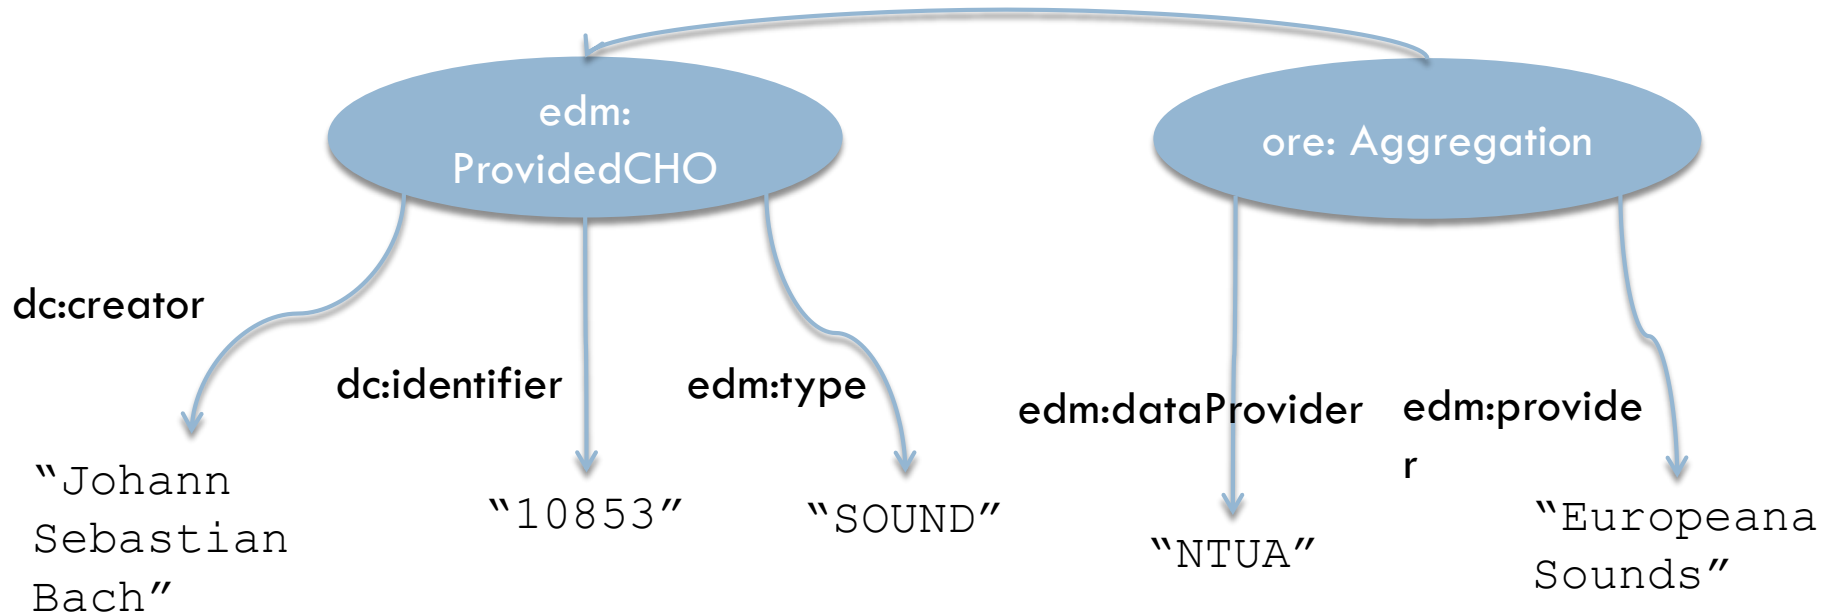 edm:
ProvidedCHO
ore: Aggregation
dc:creator
dc:identifier
edm:type
edm:dataProvider
edm:provide
r
“Johann
Sebastian
Bach”
“10853”
“SOUND”
“NTUA”
“Europeana
Sounds”